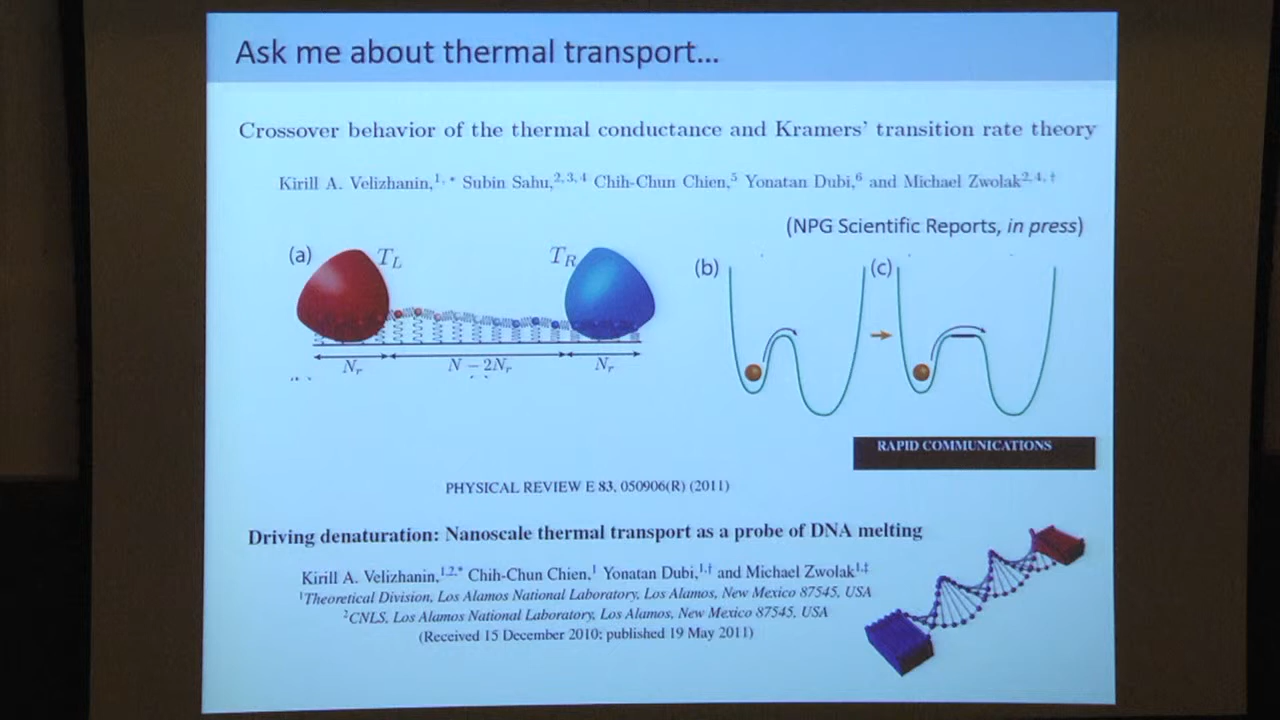 Ask me about thermal transport...
Crossover behavior of the thermal conductance and Kramers' transition rate theory
Kirill A. Velizhanin,1, * Subin Sahu,2, 3, 4 Chih-Chun Chien,5 Yonatan Dubi,6 and Michael Zwolak2, 4, †
(NPG Scientific Reports, in press)
(a)
TL
TR
(b)
(c)
Nr
N − 2Nr
Nr
RAPID COMMUNICATIONS
PHYSICAL REVIEW E 83, 050906(R) (2011)
Driving denaturation: Nanoscale thermal transport as a probe of DNA melting
Kirill A. Velizhanin,1,2,* Chih-Chun Chien,1 Yonatan Dubi,1,† and Michael Zwolak1,‡
1Theoretical Division, Los Alamos National Laboratory, Los Alamos, New Mexico 87545, USA
2CNLS, Los Alamos National Laboratory, Los Alamos, New Mexico 87545, USA
(Received 15 December 2010; published 19 May 2011)